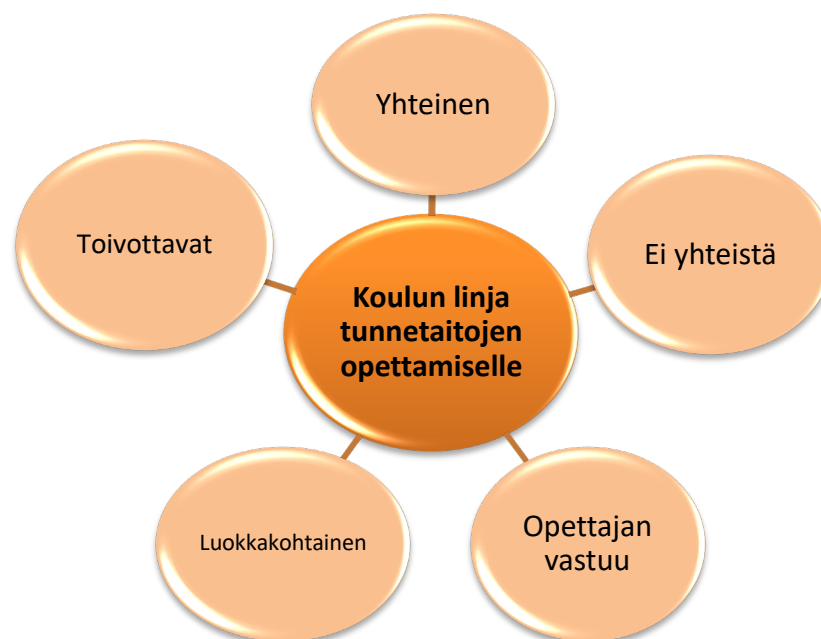 Yhteinen
Toivottavat
Ei yhteistä
Koulun linja
tunnetaitojen
opettamiselle
Luokkakohtainen
Opettajan
vastuu